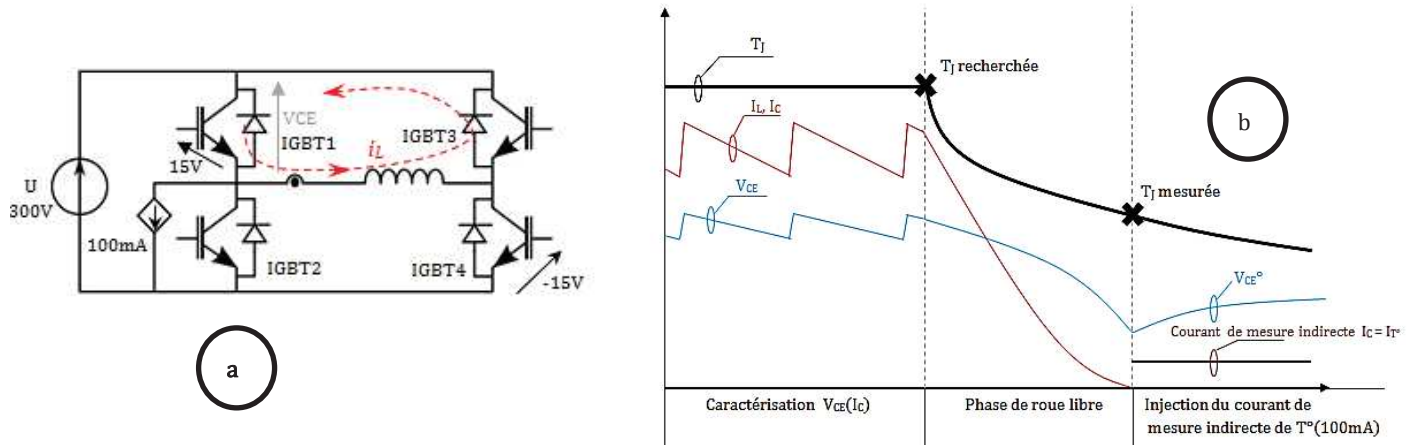 VCE
IGBT1
IGBT3
15V
iL
U
300V
100mA
IGBT2
IGBT4
-15V
a
TJ
TJ recherchée
IL, IC
b
VCE
TJ mesurée
VCE°
Courant de mesure indirecte IC = IT°
Caractérisation VCE(IC)
Phase de roue libre
Injection du courant de
mesure indirecte de T°(100mA)